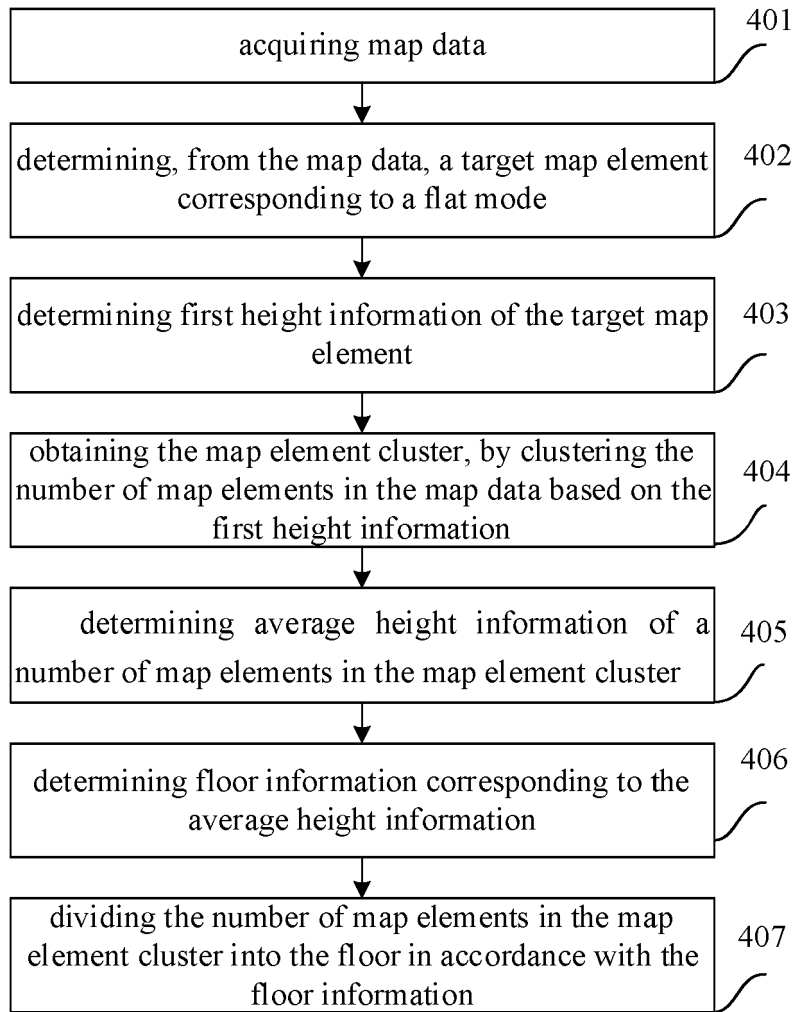 401
acquiring map data
402
determining, from the map data, a target map element
corresponding to a flat mode
403
determining first height information of the target map
element
404
obtaining the map element cluster, by clustering the
number of map elements in the map data based on the
first height information
405
determining average height information of a
number of map elements in the map element cluster
406
determining floor information corresponding to the
average height information
407
dividing the number of map elements in the map
element cluster into the floor in accordance with the
floor information